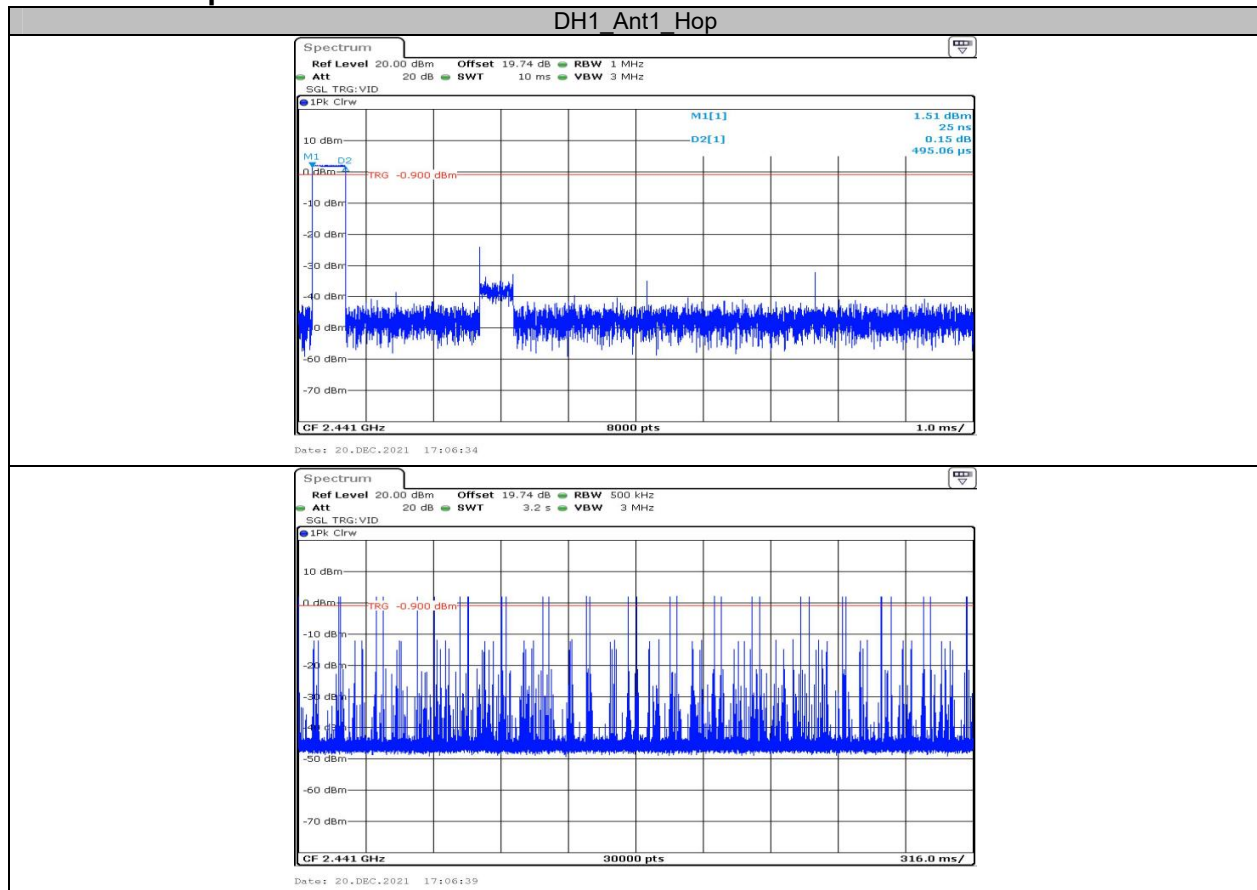 DH1_Ant1_Hop
Spectrum
Ref Level 20.00 dBm Offset 19.74 dB RBW 1 MHz
Att 20 dB SWT 10 ms VBW 3 MHz
SGL TRG:VID
1Pk Clrw
M1[1] 1.51 dBm
25 ns
10 dBm
D2[1] 0.15 dB
495.06 µs
M1 D2
0 dBm
TRG -0.900 dBm
-10 dBm
-20 dBm
-30 dBm
-40 dBm
-50 dBm
-60 dBm
-70 dBm
CF 2.441 GHz 8000 pts 1.0 ms/
Date: 20.DEC.2021 17:06:34
Spectrum
Ref Level 20.00 dBm Offset 19.74 dB RBW 500 kHz
Att 20 dB SWT 3.2 s VBW 3 MHz
SGL TRG:VID
1Pk Clrw
10 dBm
0 dBm
TRG -0.900 dBm
-10 dBm
-20 dBm
-30 dBm
-40 dBm
-50 dBm
-60 dBm
-70 dBm
CF 2.441 GHz 30000 pts 316.0 ms/
Date: 20.DEC.2021 17:06:39